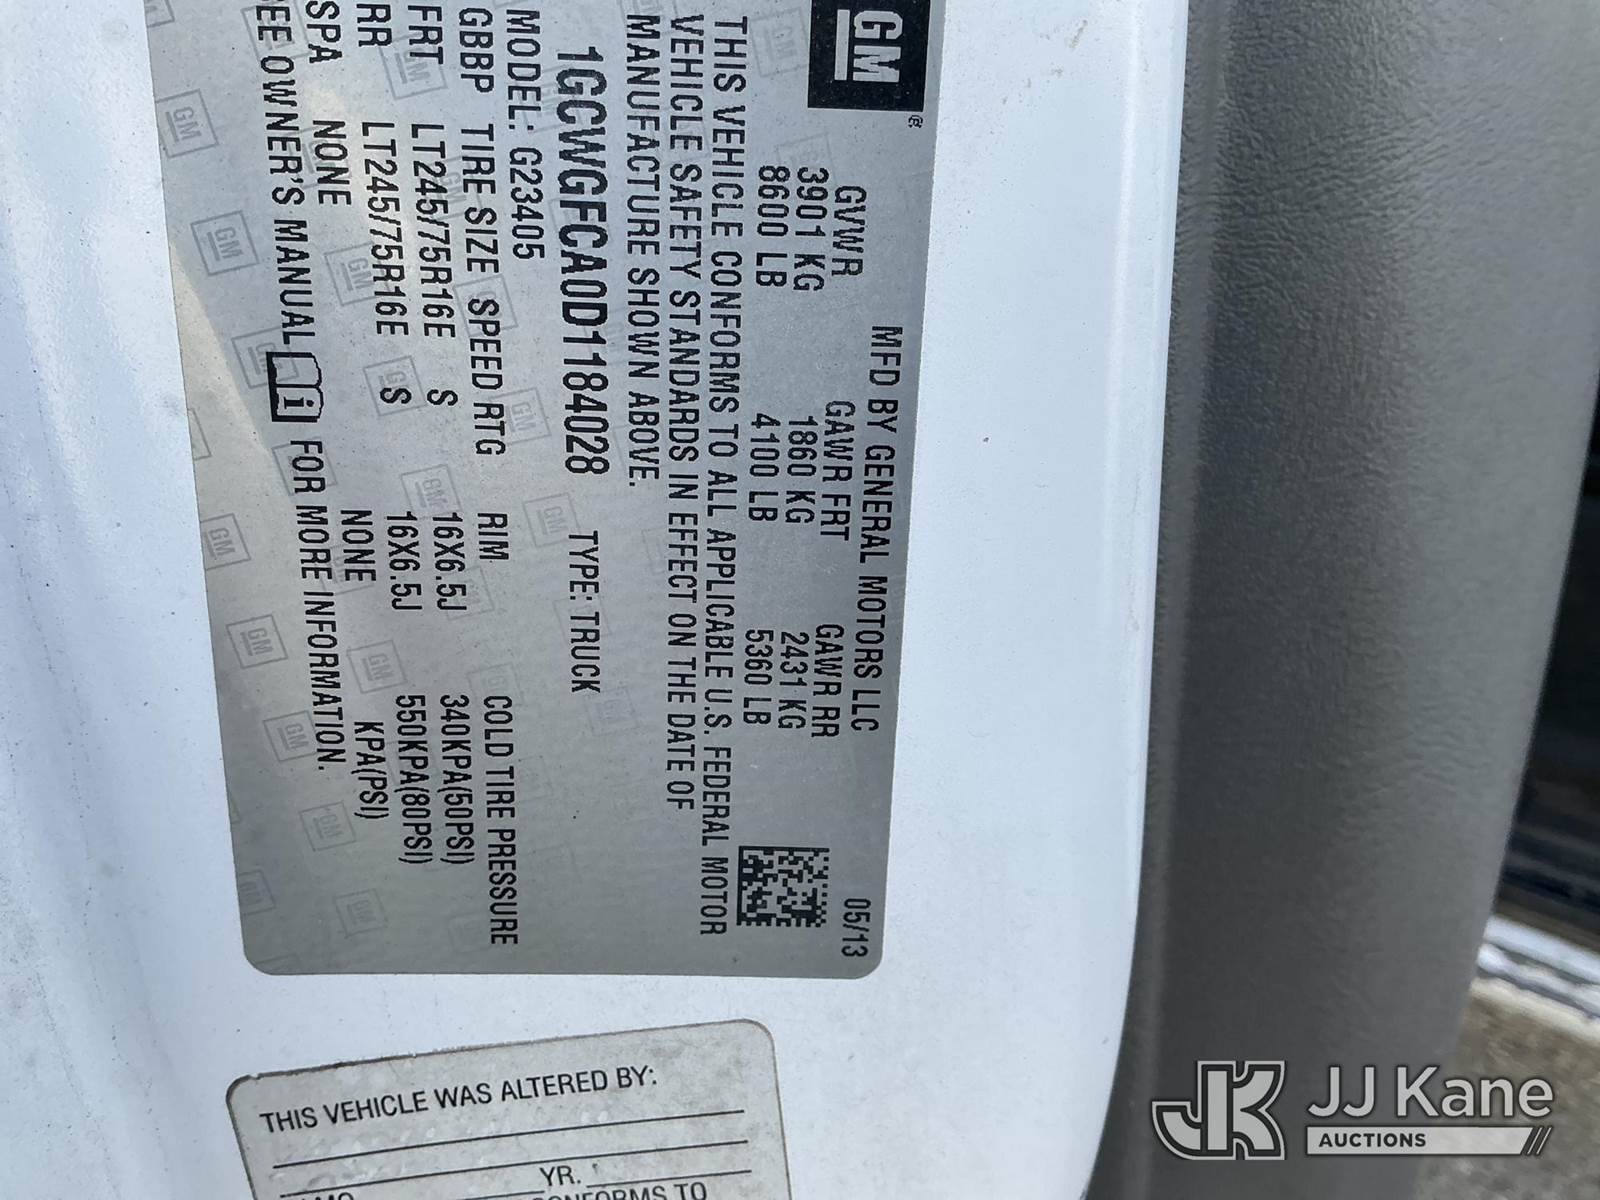 GM
MFD BY GENERAL MOTORS LLC 05/13
GVWR GAWR FRT GAWR RR
3901 KG 1860 KG 2431 KG
8600 LB 4100 LB 5360 LB
THIS VEHICLE CONFORMS TO ALL APPLICABLE U.S. FEDERAL MOTOR
VEHICLE SAFETY STANDARDS IN EFFECT ON THE DATE OF
MANUFACTURE SHOWN ABOVE.
1GCWGFCA0D1184028 TYPE: TRUCK
MODEL: G23405
GBBP TIRE SIZE SPEED RTG RIM COLD TIRE PRESSURE
FRT LT245/75R16E S 16X6.5J 340KPA(50PSI)
RR LT245/75R16E S 16X6.5J 550KPA(80PSI)
SPA NONE NONE KPA(PSI)
OWNER'S MANUAL i FOR MORE INFORMATION.
THIS VEHICLE WAS ALTERED BY:
YR.
CONFORMS TO
JK JJ Kane
AUCTIONS